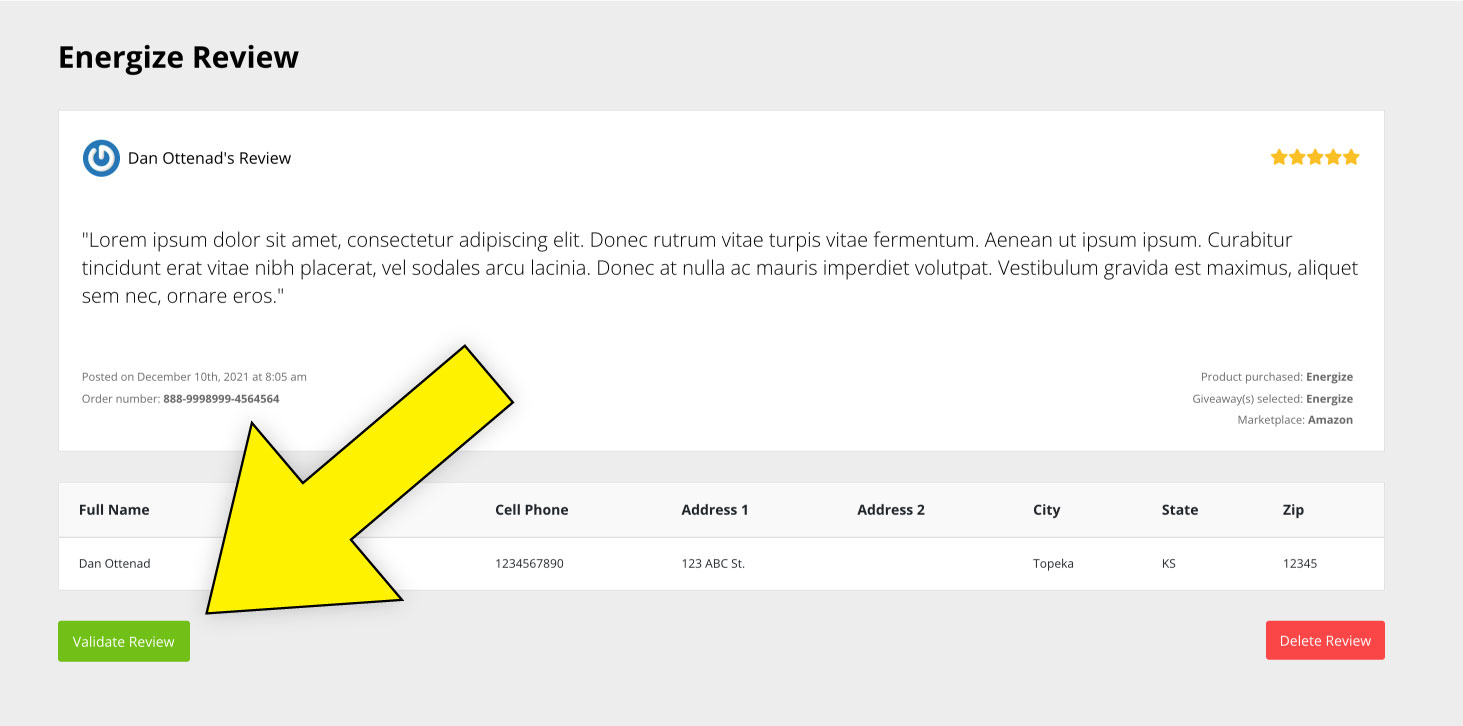 Energize Review
Dan Ottenad's Review
"Lorem ipsum dolor sit amet, consectetur adipiscing elit. Donec rutrum vitae turpis vitae fermentum. Aenean ut ipsum ipsum. Curabitur
tincidunt erat vitae nibh placerat, vel sodales arcu lacinia. Donec at nulla ac mauris imperdiet volutpat. Vestibulum gravida est maximus, aliquet
sem nec, ornare eros."
Posted on December 10th, 2021 at 8:05 am
Order number: 888-9998999-4564564
Product purchased: Energize
Giveaway(s) selected: Energize
Marketplace: Amazon
Full Name Cell Phone Address 1 Address 2 City State Zip
Dan Ottenad 1234567890 123 ABC St. Topeka KS 12345
Validate Review
Delete Review